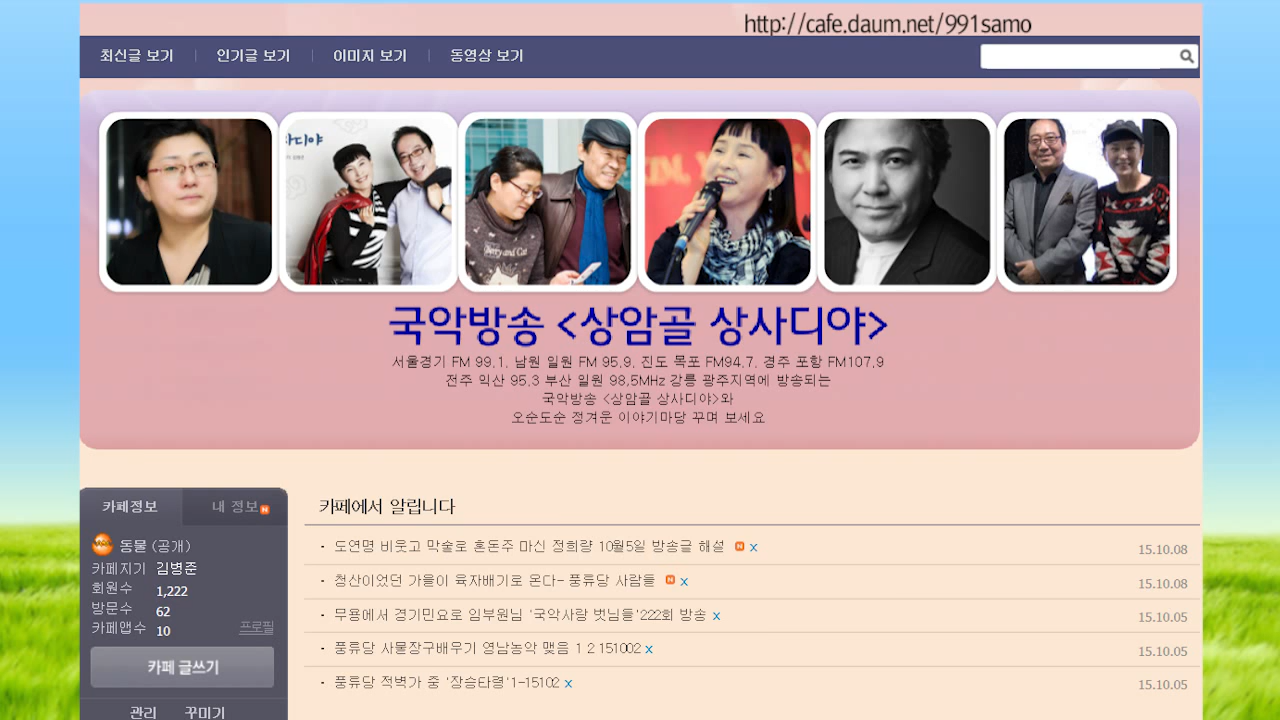 http://cafe.daum.net/991samo
최신글 보기 | 인기글 보기 | 이미지 보기 | 동영상 보기
디야
KIM, Y
Berry and Cat
국악방송 <상암골 상사디야>
서울경기 FM 99.1, 남원 일원 FM 95.9, 진도 목포 FM94.7, 경주 포항 FM107.9
전주 익산 95.3 부산 일원 98.5MHz 강릉 광주지역에 방송되는
국악방송 <상암골 상사디야>와
오순도순 정겨운 이야기마당 꾸며 보세요
카페정보 내 정보 N
동물 (공개)
카페지기 김병준
회원수 1,222
방문수 62
카페앱수 10 프로필
카페 글쓰기
관리 꾸미기
카페에서 알립니다
· 도연명 비웃고 막술로 혼돈주 마신 정희량 10월5일 방송글 해설 N x 15.10.08
· 청산이었던 가을이 육자배기로 온다- 풍류당 사람들 N x 15.10.08
· 무용에서 경기민요로 임부원님 '국악사랑 벗님들'222회 방송 x 15.10.05
· 풍류당 사물장구배우기 영남농악 맺음 1 2 151002 x 15.10.05
· 풍류당 적벽가 중 '장승타령'1-15102 x 15.10.05